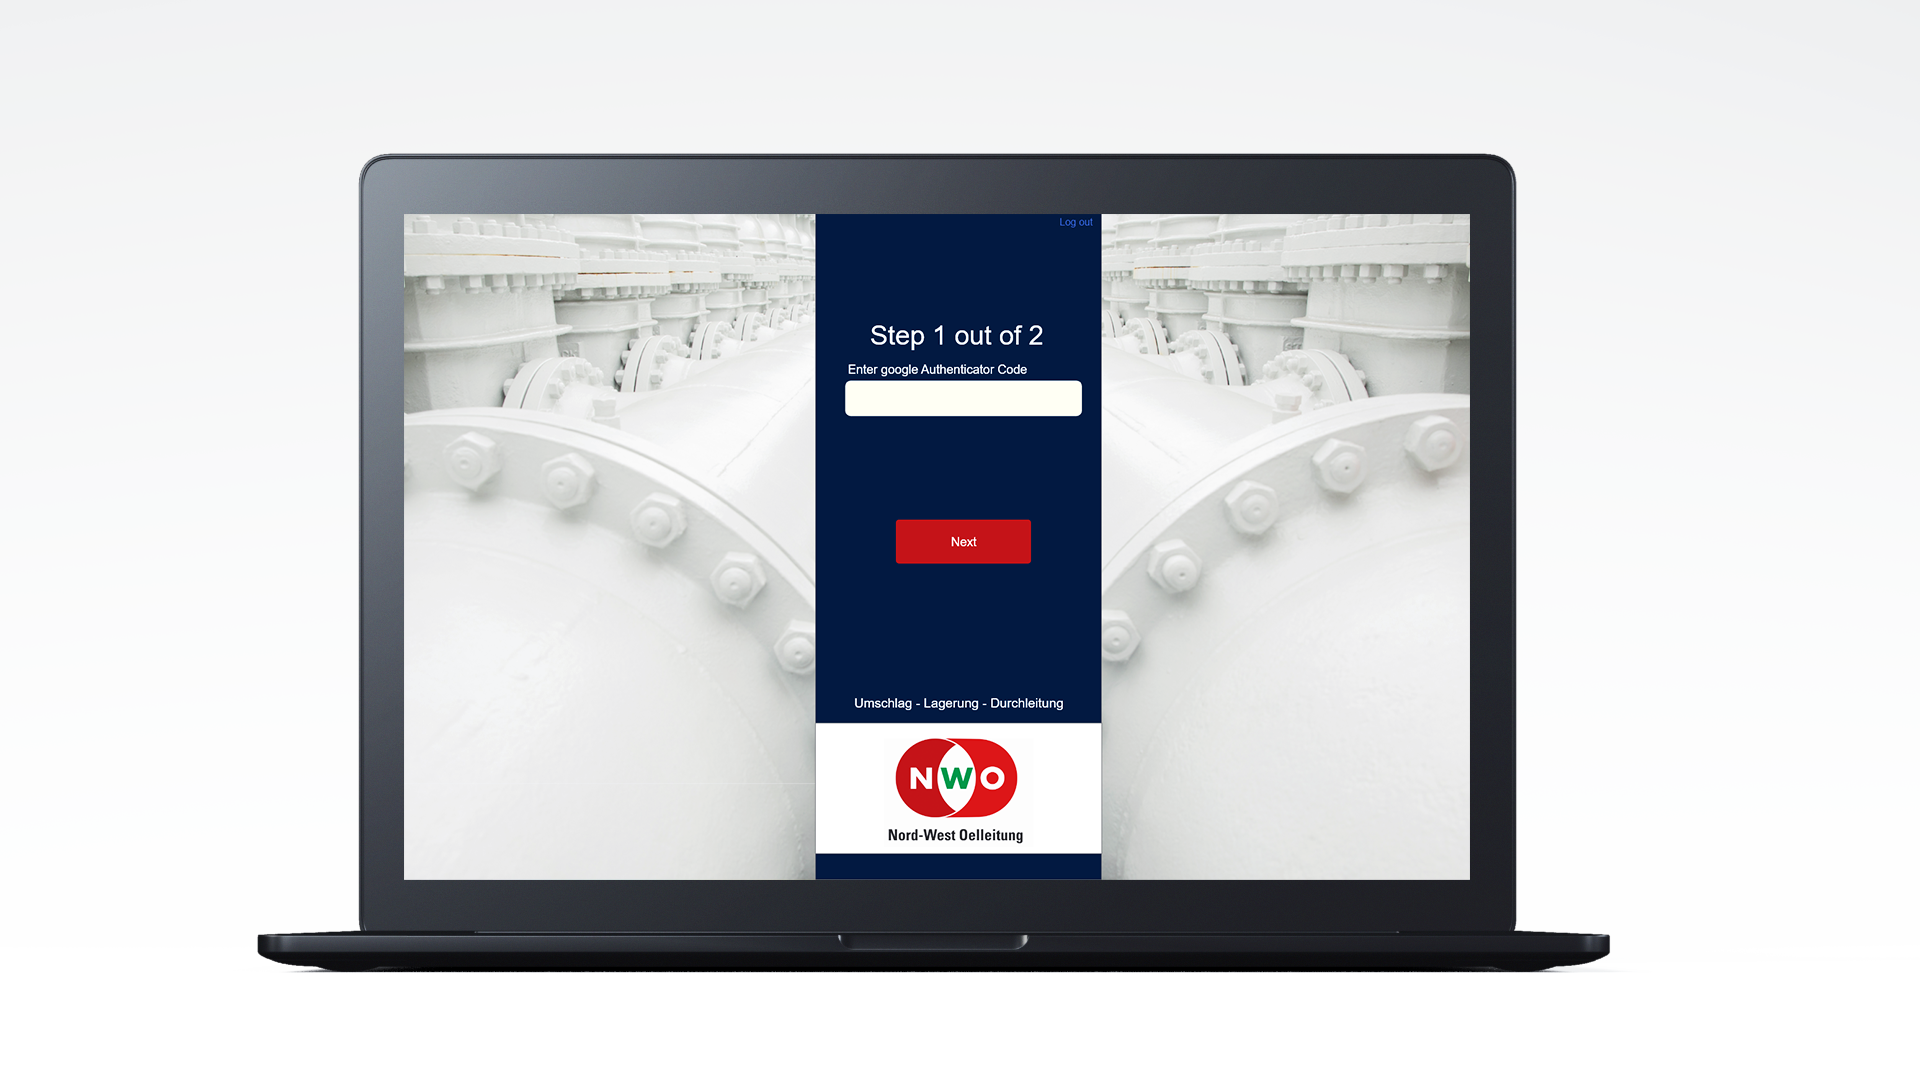 Log out
Step 1 out of 2
Enter google Authenticator Code
Next
Umschlag - Lagerung - Durchleitung
NWO
Nord-West Oelleitung